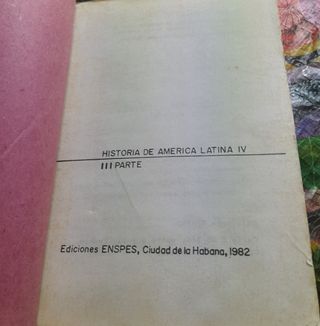 HISTORIA DE AMERICA LATINA IV
III PARTE
Ediciones ENSPES, Ciudad de la Habana, 1982